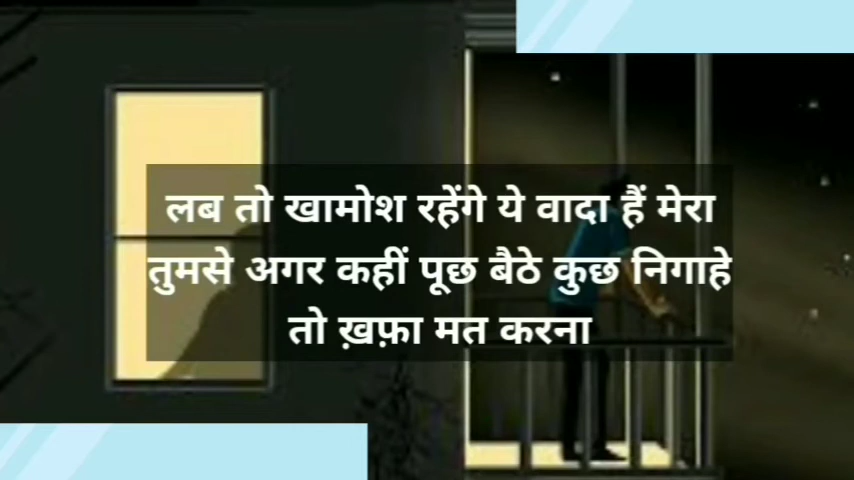 लब तो खामोश रहेंगे ये वादा हैं मेरा
तुमसे अगर कहीं पूछ बैठे कुछ निगाहे
तो ख़फ़ा मत करना